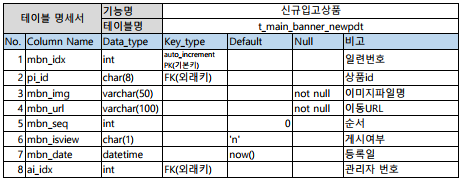 테이블 명세서 기능명 신규입고상품
테이블명 t_main_banner_newpdt
No. Column Name Data_type Key_type Default Null 비고
1 mbn_idx int auto_increment PK(기본키) 일련번호
2 pi_id char(8) FK(외래키) 상품id
3 mbn_img varchar(50) not null 이미지파일명
4 mbn_url varchar(100) not null 이동URL
5 mbn_seq int 0 순서
6 mbn_isview char(1) 'n' 게시여부
7 mbn_date datetime now() 등록일
8 ai_idx int FK(외래키) 관리자 번호